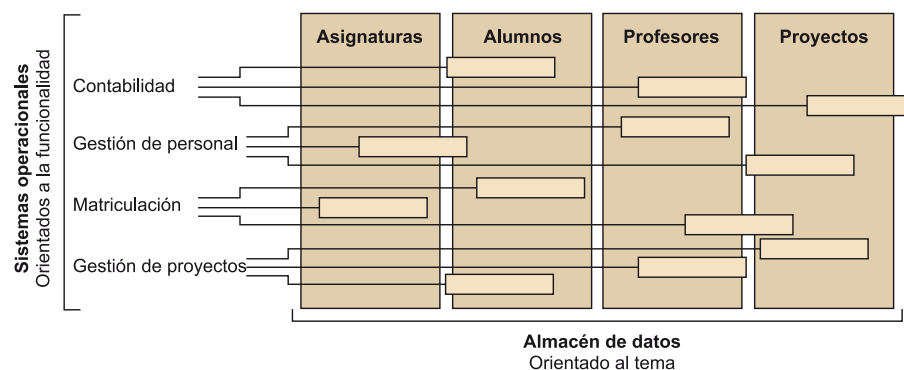 Asignaturas
Alumnos
Profesores
Proyectos
Sistemas operacionales
Orientados a la funcionalidad
Contabilidad
Gestión de personal
Matriculación
Gestión de proyectos
Almacén de datos
Orientado al tema